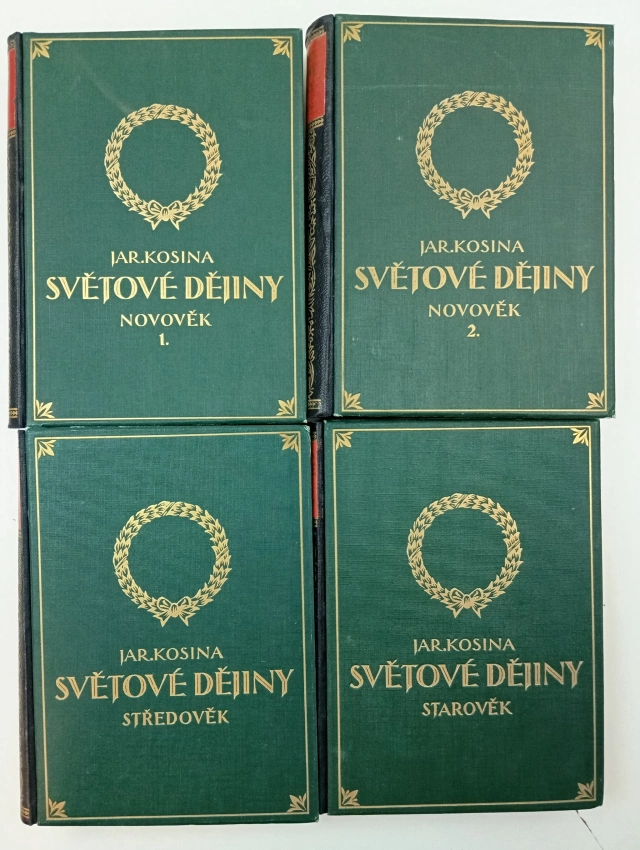 JAR.KOSINA
SVĚTOVÉ DĚJINY
NOVOVĚK
1.
JAR.KOSINA
SVĚTOVÉ DĚJINY
NOVOVĚK
2.
JAR.KOSINA
SVĚTOVÉ DĚJINY
STŘEDOVĚK
JAR.KOSINA
SVĚTOVÉ DĚJINY
STAROVĚK